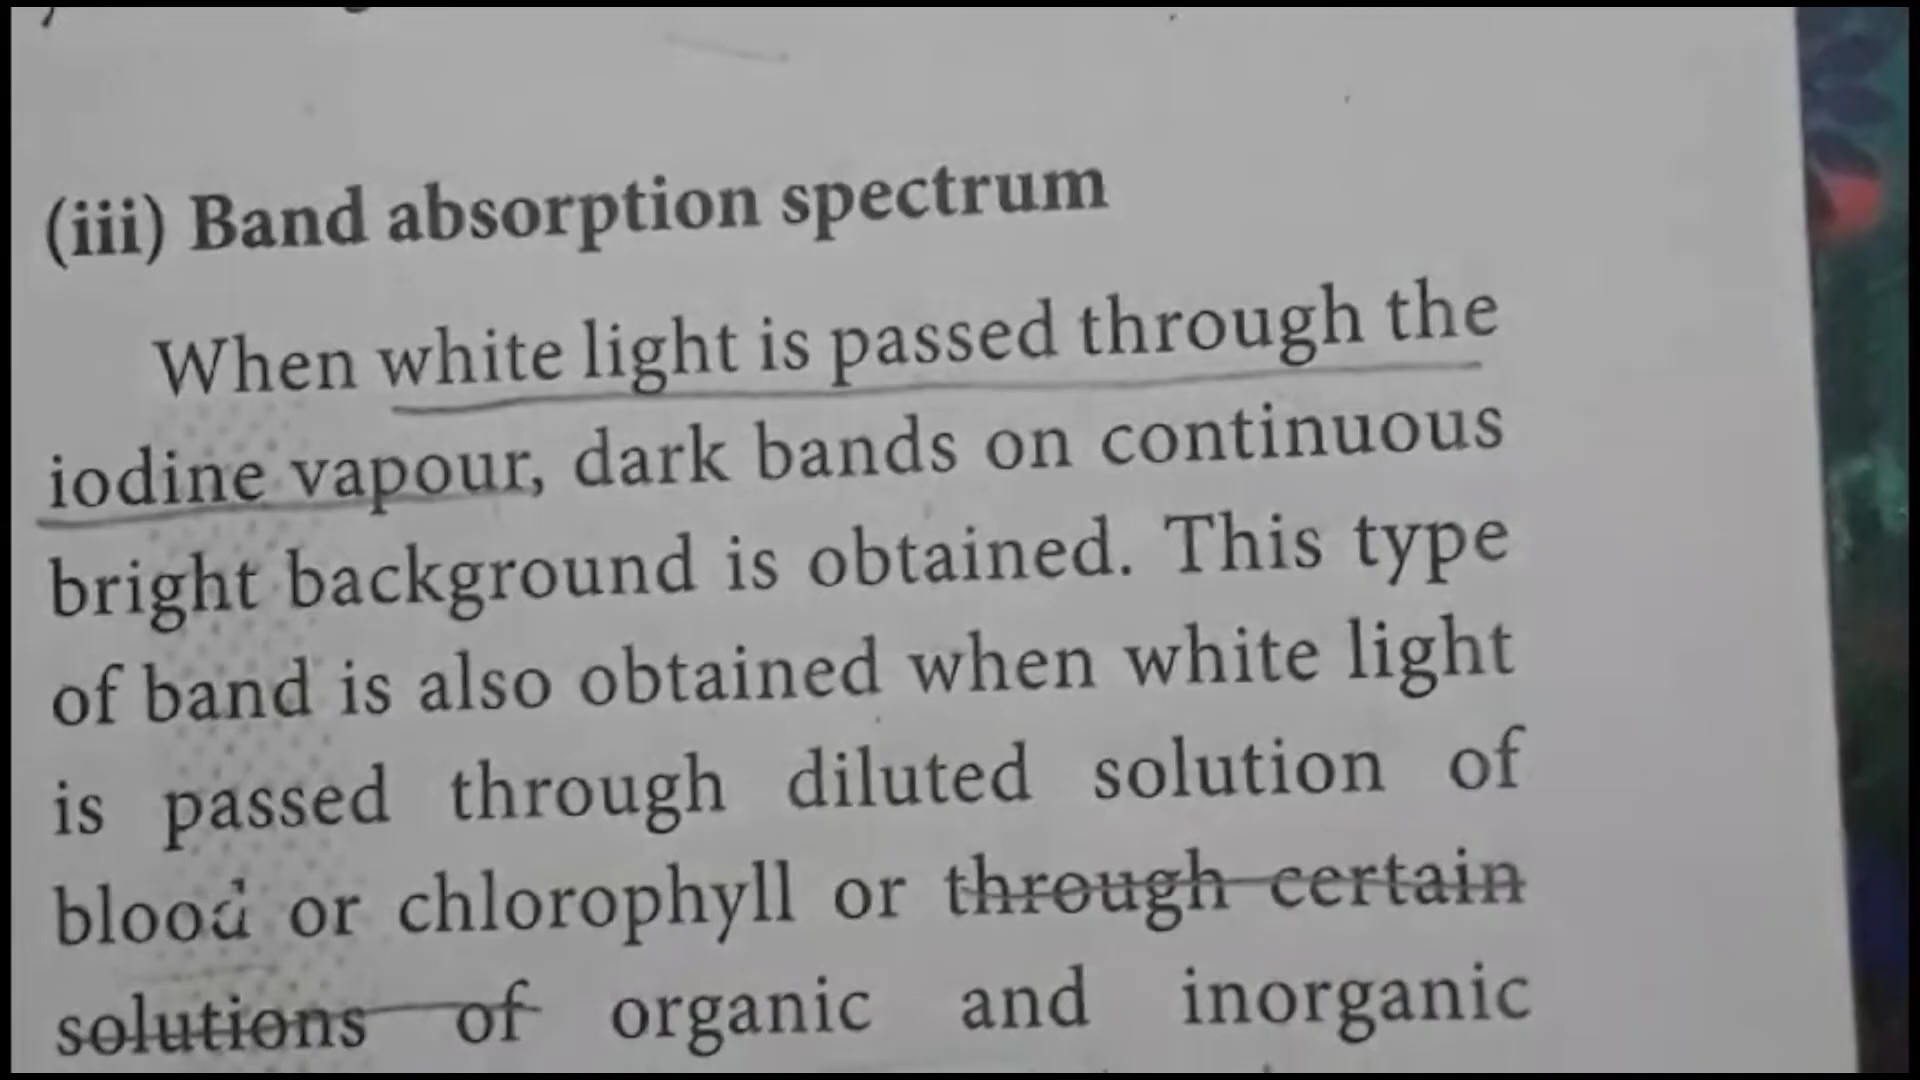 (iii) Band absorption spectrum
When white light is passed through the
iodine vapour, dark bands on continuous
bright background is obtained. This type
of band is also obtained when white light
is passed through diluted solution of
blood or chlorophyll or through certain
solutions of organic and inorganic